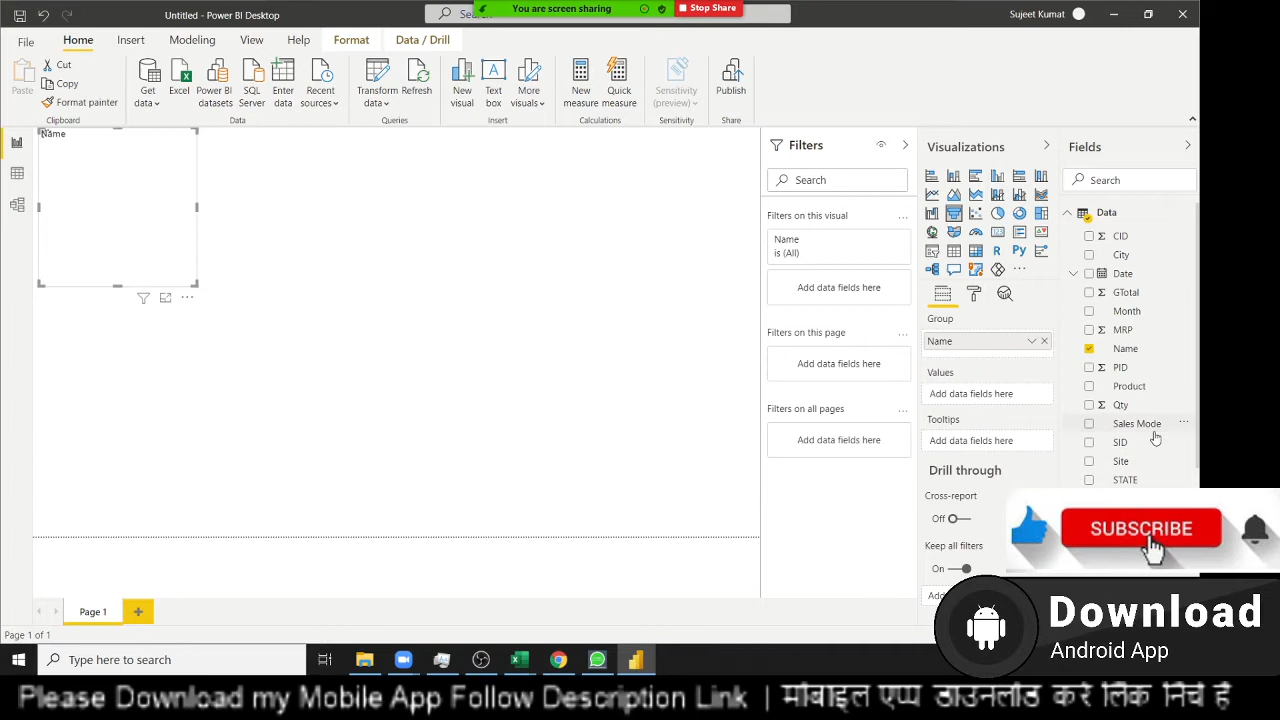 Untitled - Power BI Desktop
Search
You are screen sharing
Stop Share
Sujeet Kumat
File
Home
Insert
Modeling
View
Help
Format
Data / Drill
Paste
Cut
Copy
Format painter
Clipboard
Get data
Excel
Power BI datasets
SQL Server
Enter data
Recent sources
Data
Transform data
Refresh
Queries
New visual
Text box
More visuals
Insert
New measure
Quick measure
Calculations
Sensitivity (preview)
Sensitivity
Publish
Share
Name
Filters
Search
Filters on this visual
...
Name
is (All)
Add data fields here
Filters on this page
...
Add data fields here
Filters on all pages
...
Add data fields here
Visualizations
R
Py
...
Group
Name
Values
Add data fields here
Tooltips
Add data fields here
Drill through
Cross-report
Off
Keep all filters
On
Fields
Search
Data
CID
City
Date
GTotal
Month
MRP
Name
PID
Product
Qty
Sales Mode
SID
Site
STATE
SUBSCRIBE
Download
Android App
Page 1
Page 1 of 1
Type here to search
Please Download my Mobile App Follow Description Link | मोबाइल एप्प डाउनलोड करे लिंक निचे है